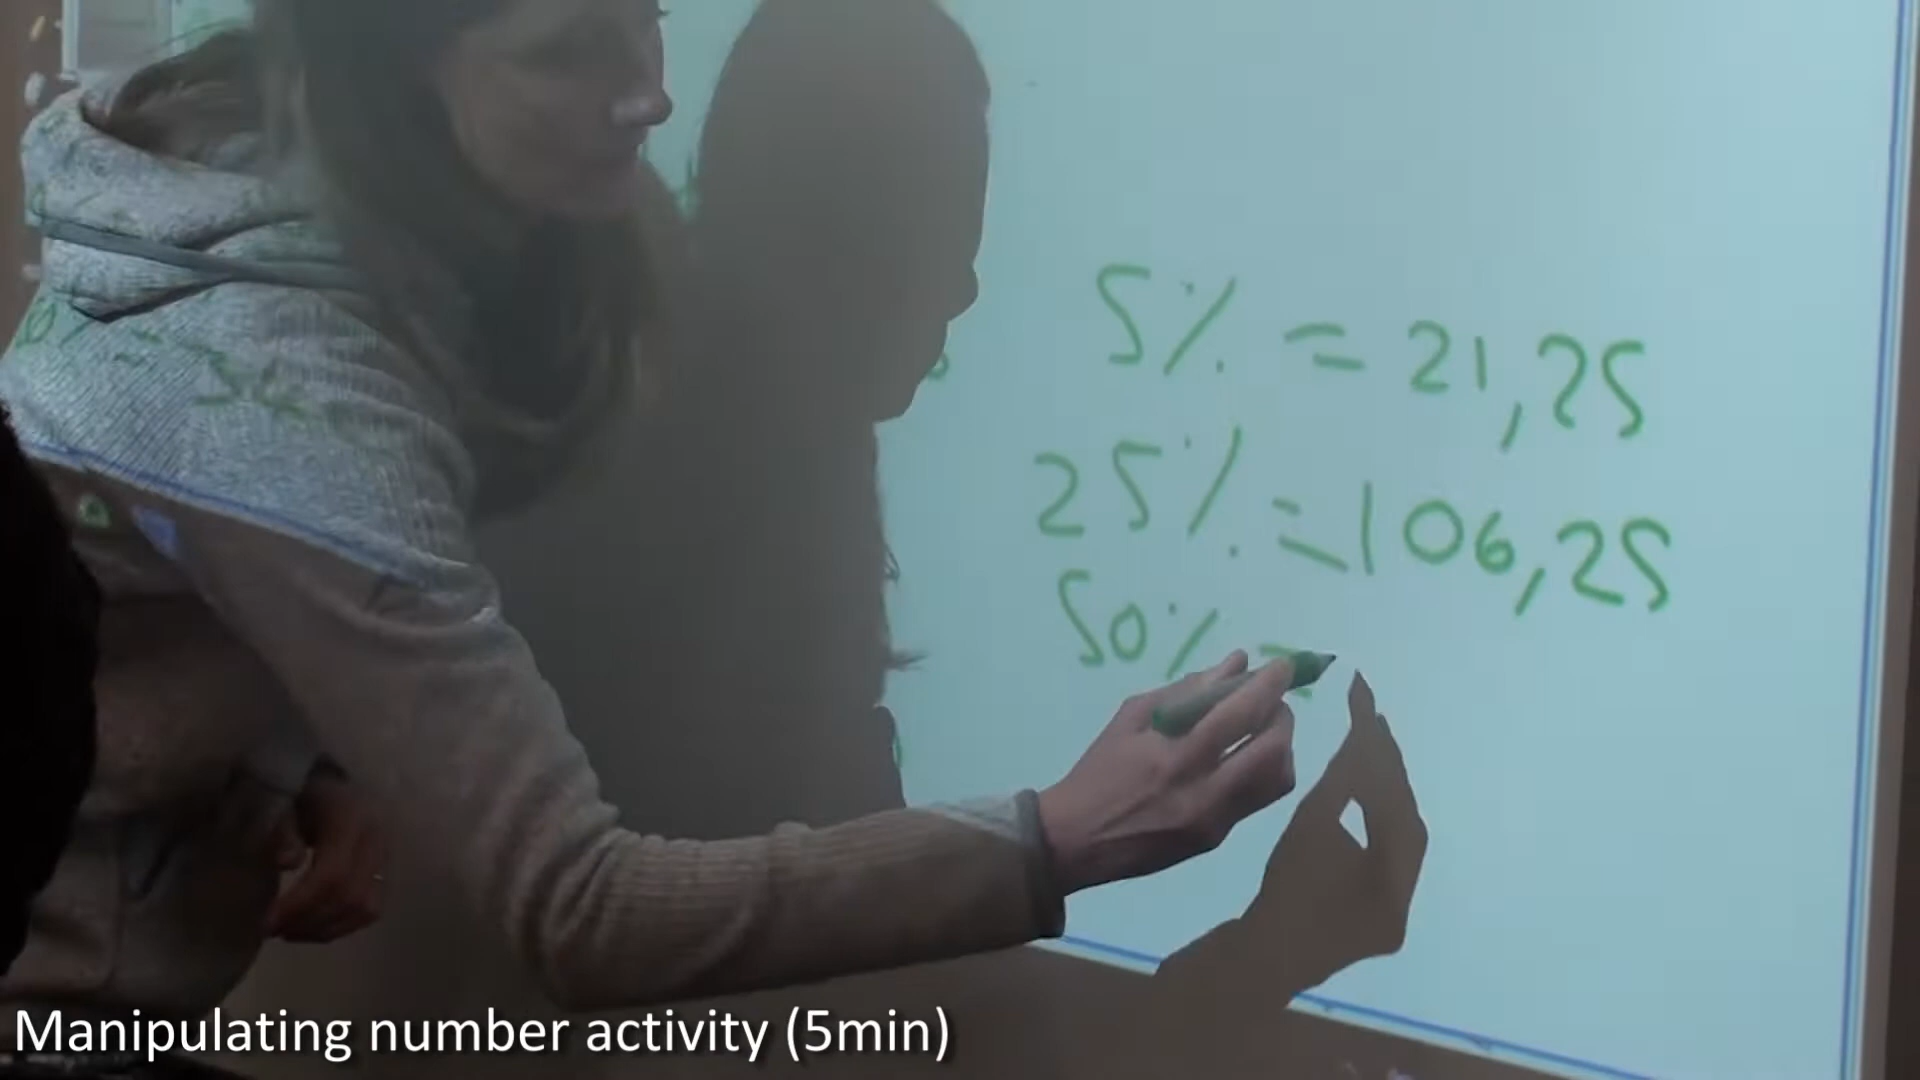 5% = 21,25
25% = 106,25
50% =
Manipulating number activity (5min)